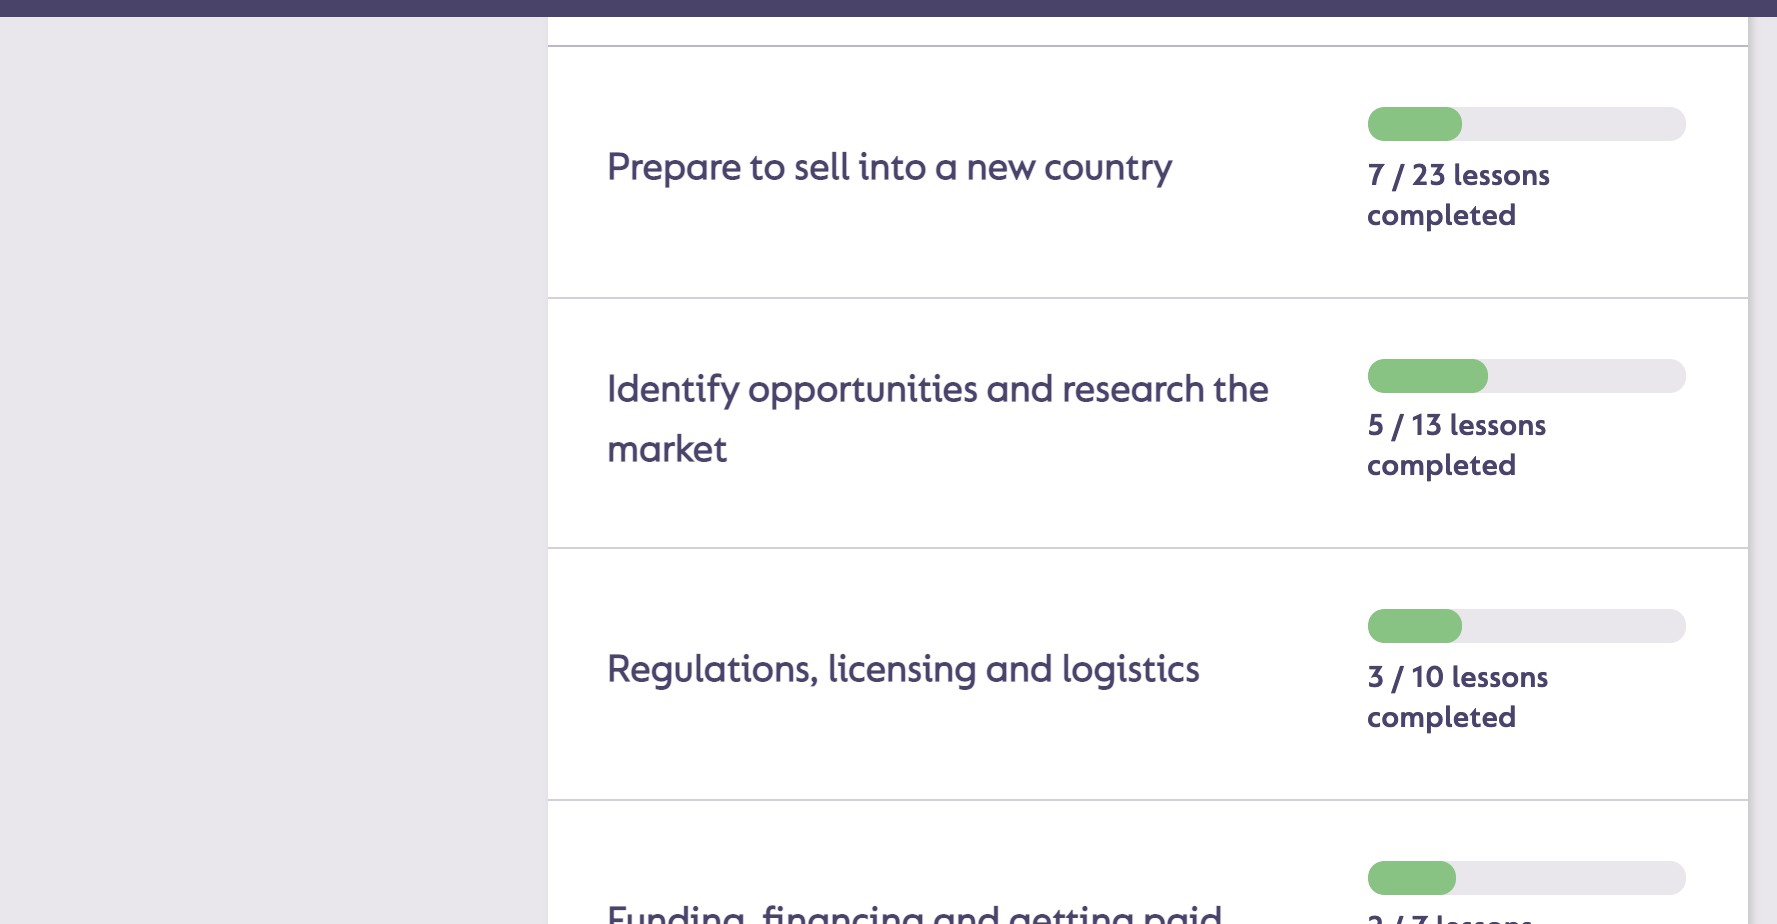 Prepare to sell into a new country
7 / 23 lessons
completed
Identify opportunities and research the
market
5 / 13 lessons
completed
Regulations, licensing and logistics
3 / 10 lessons
completed
Funding, financing and getting paid
lessons